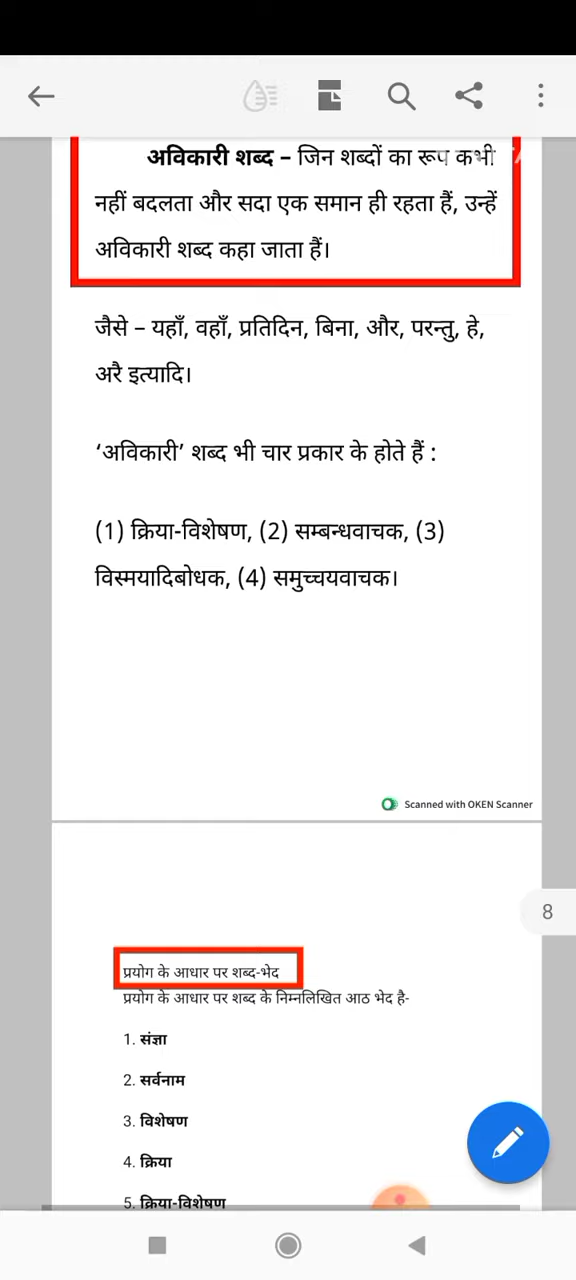 अविकारी शब्द – जिन शब्दों का रूप कभी
नहीं बदलता और सदा एक समान ही रहता हैं, उन्हें
अविकारी शब्द कहा जाता हैं।
जैसे – यहाँ, वहाँ, प्रतिदिन, बिना, और, परन्तु, हे,
अरै इत्यादि।
‘अविकारी’ शब्द भी चार प्रकार के होते हैं :
(1) क्रिया-विशेषण, (2) सम्बन्धवाचक, (3)
विस्मयादिबोधक, (4) समुच्चयवाचक।
Scanned with OKEN Scanner
8
प्रयोग के आधार पर शब्द-भेद
प्रयोग के आधार पर शब्द के निम्नलिखित आठ भेद है-
1. संज्ञा
2. सर्वनाम
3. विशेषण
4. क्रिया
5. क्रिया-विशेषण